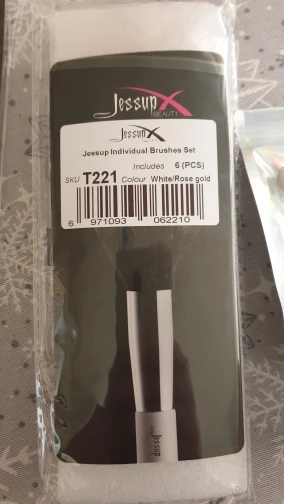 Jessup X
BEAUTY
Jessup X
Jessup Individual Brushes Set
Includes 6 (PCS)
SKU T221 Colour White/Rose gold
6 971093 062210
Jessup